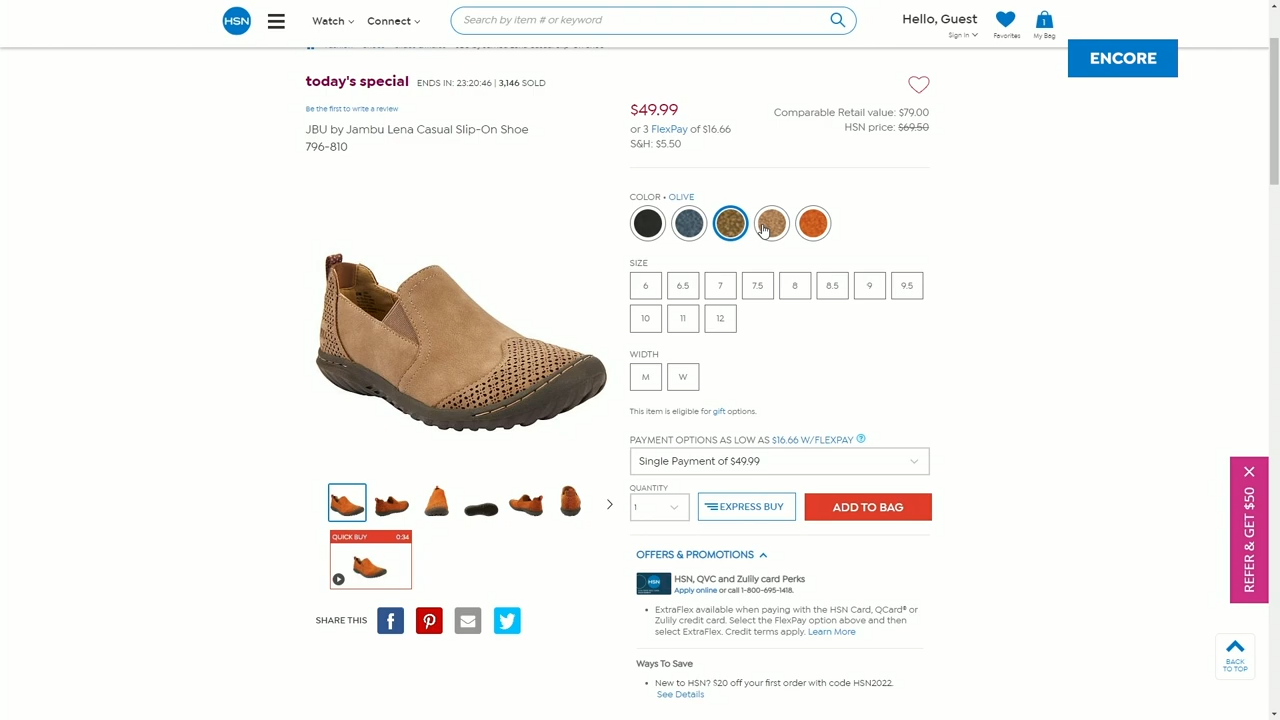 HSN
Watch
Connect
Search by item # or keyword
Hello, Guest
Sign In
Favorites
1
My Bag
ENCORE
today's special ENDS IN: 23:20:46 | 3,146 SOLD
Be the first to write a review
JBU by Jambu Lena Casual Slip-On Shoe
796-810
$49.99
or 3 FlexPay of $16.66
S&H: $5.50
Comparable Retail value: $79.00
HSN price: $69.50
COLOR • OLIVE
SIZE
6 6.5 7 7.5 8 8.5 9 9.5
10 11 12
WIDTH
M W
This item is eligible for gift options.
PAYMENT OPTIONS AS LOW AS $16.66 W/FLEXPAY ?
Single Payment of $49.99
QUANTITY
1
EXPRESS BUY
ADD TO BAG
QUICK BUY 0:34
SHARE THIS
OFFERS & PROMOTIONS
HSN, QVC and Zulily card Perks
Apply online or call 1-800-695-1418.
• ExtraFlex available when paying with the HSN Card, QCard® or
Zulily credit card. Select the FlexPay option above and then
select ExtraFlex. Credit terms apply. Learn More
Ways To Save
• New to HSN? $20 off your first order with code HSN2022.
See Details
REFER & GET $50
BACK
TO TOP